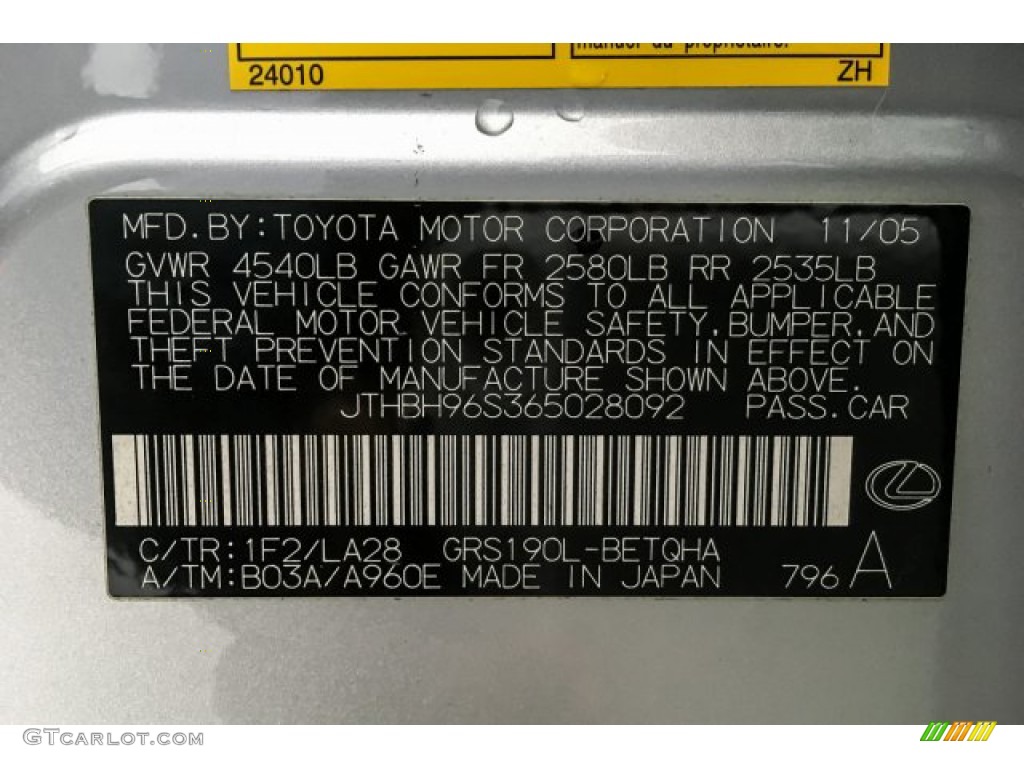 manuel du propriétaire.
24010 ZH
MFD. BY: TOYOTA MOTOR CORPORATION 11/05
GVWR 4540LB GAWR FR 2580LB RR 2535LB
THIS VEHICLE CONFORMS TO ALL APPLICABLE
FEDERAL MOTOR VEHICLE SAFETY, BUMPER, AND
THEFT PREVENTION STANDARDS IN EFFECT ON
THE DATE OF MANUFACTURE SHOWN ABOVE.
JTHBH96S365028092 PASS. CAR
C/TR: 1F2/LA28 GRS190L-BETQHA
A/TM: B03A/A960E MADE IN JAPAN 796 A
GTCARLOT.COM